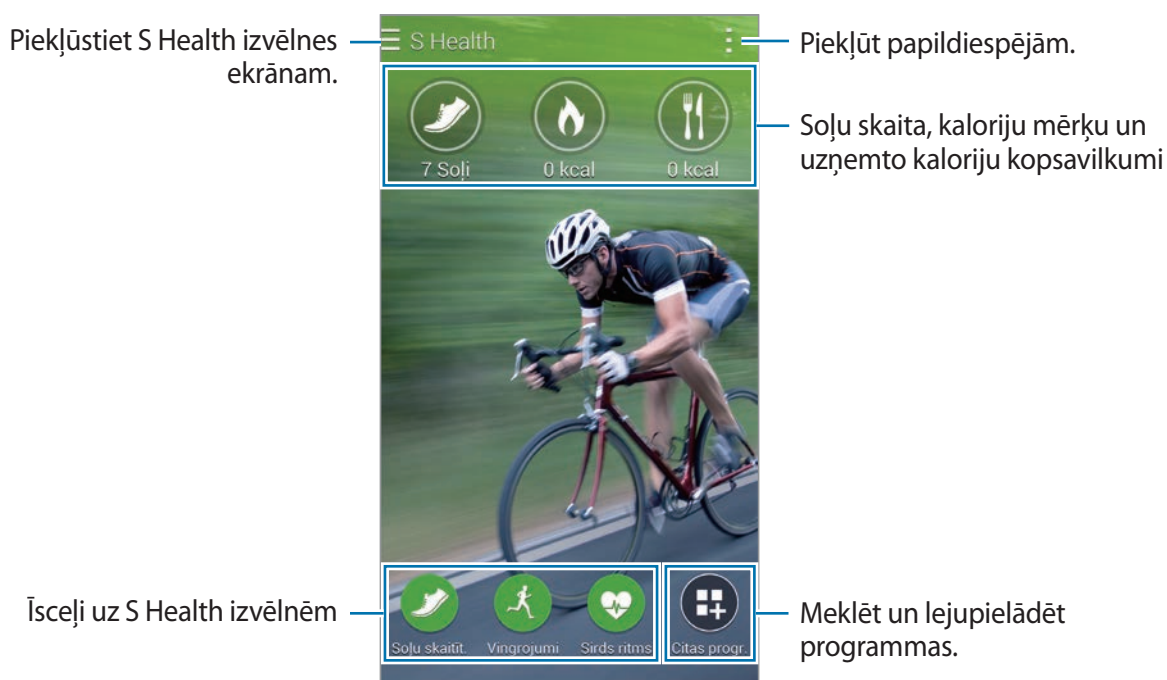 Piekļūstiet S Health izvēlnes
ekrānam.
S Health
Piekļūt papildiespējām.
7 Soļi
0 kcal
0 kcal
Soļu skaita, kaloriju mērķu un
uzņemto kaloriju kopsavilkumi
Īsceļi uz S Health izvēlnēm
Soļu skaitīt.
Vingrojumi
Sirds ritms
Citas progr.
Meklēt un lejupielādēt
programmas.